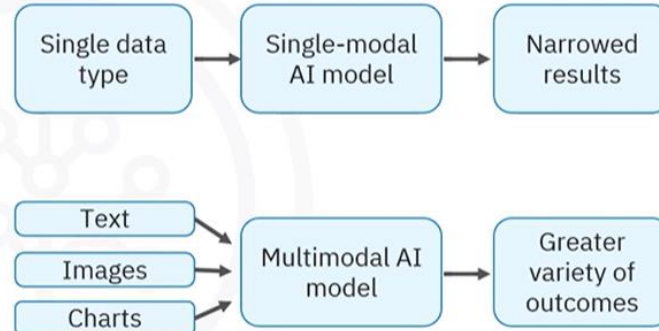 Single data
type
Single-modal
AI model
Narrowed
results
Text
Images
Charts
Multimodal AI
model
Greater
variety of
outcomes